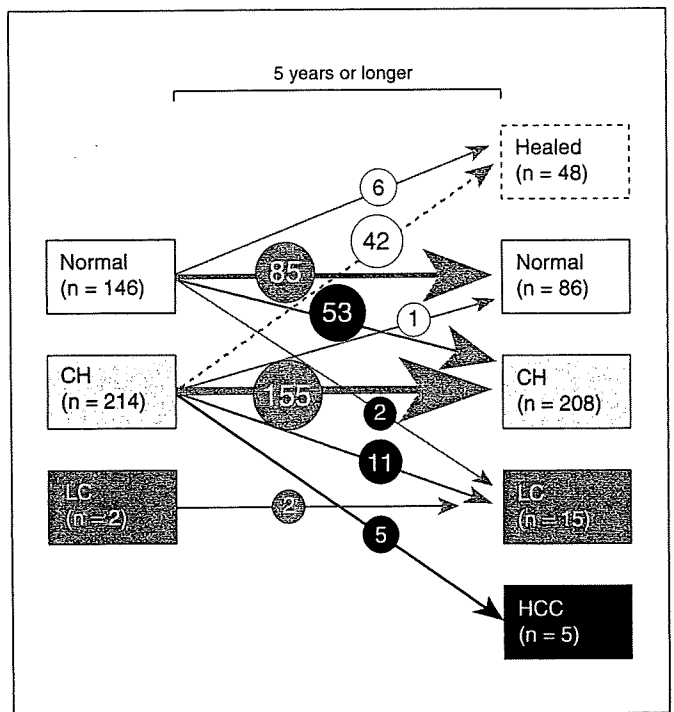 5 years or longer
Healed
(n = 48)
6
42
Normal
(n = 146)
85
Normal
(n = 86)
53
1
CH
(n = 214)
155
CH
(n = 208)
2
11
LC
(n = 2)
2
LC
(n = 15)
5
HCC
(n = 5)